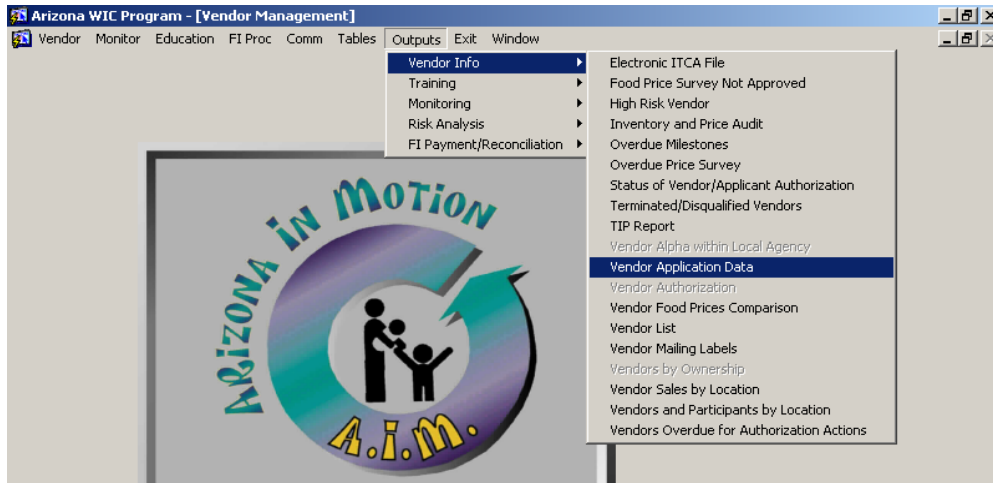 Arizona WIC Program - [Vendor Management]
Vendor Monitor Education FI Proc Comm Tables Outputs Exit Window
Vendor Info
Training
Monitoring
Risk Analysis
FI Payment/Reconciliation
Electronic ITCA File
Food Price Survey Not Approved
High Risk Vendor
Inventory and Price Audit
Overdue Milestones
Overdue Price Survey
Status of Vendor/Applicant Authorization
Terminated/Disqualified Vendors
TIP Report
Vendor Alpha within Local Agency
Vendor Application Data
Vendor Authorization
Vendor Food Prices Comparison
Vendor List
Vendor Mailing Labels
Vendors by Ownership
Vendor Sales by Location
Vendors and Participants by Location
Vendors Overdue for Authorization Actions
ARiZONA iN MOTiON
A.i.M.